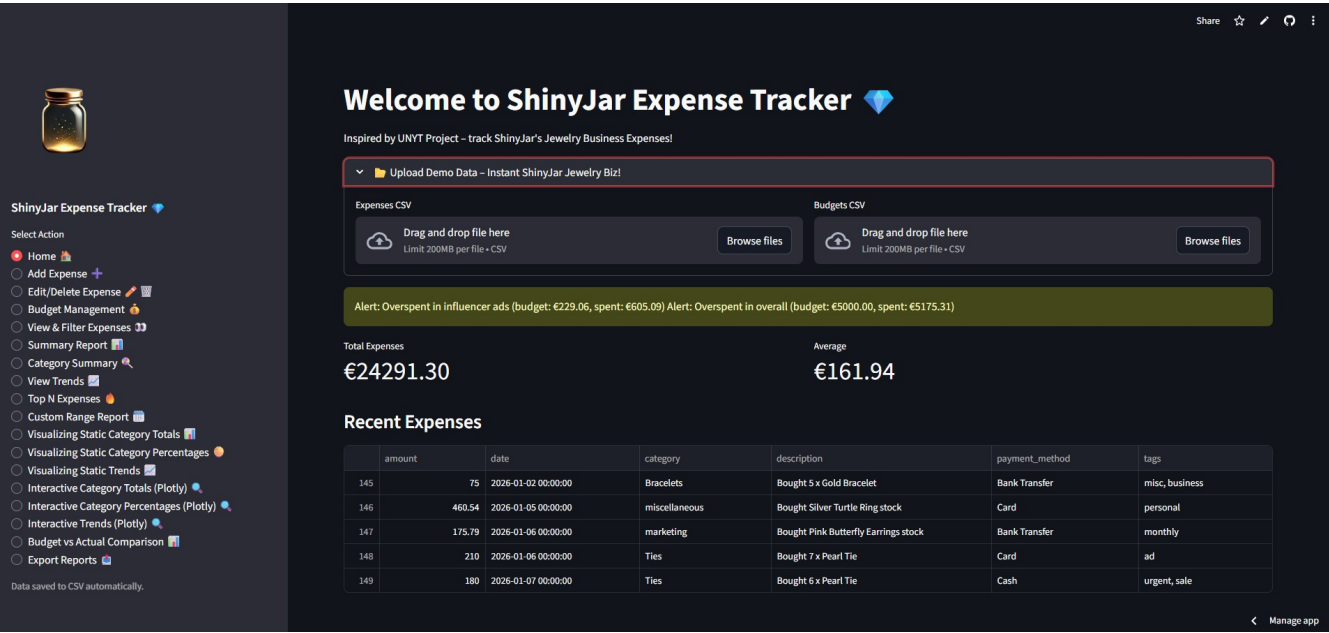 Share
ShinyJar Expense Tracker 💎
Select Action
Home 🏠
Add Expense ➕
Edit/Delete Expense ✏️ 🗑️
Budget Management 💰
View & Filter Expenses 👀
Summary Report 📊
Category Summary 🔍
View Trends 📈
Top N Expenses 🔥
Custom Range Report 📅
Visualizing Static Category Totals 📊
Visualizing Static Category Percentages 🥧
Visualizing Static Trends 📈
Interactive Category Totals (Plotly) 🔍
Interactive Category Percentages (Plotly) 🔍
Interactive Trends (Plotly) 🔍
Budget vs Actual Comparison 📊
Export Reports 📤
Data saved to CSV automatically.
Welcome to ShinyJar Expense Tracker 💎
Inspired by UNYT Project – track ShinyJar's Jewelry Business Expenses!
📂 Upload Demo Data – Instant ShinyJar Jewelry Biz!
Expenses CSV
Drag and drop file here
Limit 200MB per file • CSV
Browse files
Budgets CSV
Drag and drop file here
Limit 200MB per file • CSV
Browse files
Alert: Overspent in influencer ads (budget: €229.06, spent: €605.09) Alert: Overspent in overall (budget: €5000.00, spent: €5175.31)
Total Expenses
€24291.30
Average
€161.94
Recent Expenses
amount date category description payment_method tags
145 75 2026-01-02 00:00:00 Bracelets Bought 5 x Gold Bracelet Bank Transfer misc, business
146 460.54 2026-01-05 00:00:00 miscellaneous Bought Silver Turtle Ring stock Card personal
147 175.79 2026-01-06 00:00:00 marketing Bought Pink Butterfly Earrings stock Bank Transfer monthly
148 210 2026-01-06 00:00:00 Ties Bought 7 x Pearl Tie Card ad
149 180 2026-01-07 00:00:00 Ties Bought 6 x Pearl Tie Cash urgent, sale
Manage app